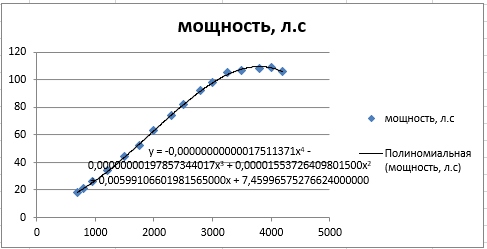 мощность, л.с
120
100
80
60
40
20
0
0
1000
2000
3000
4000
5000
y = -0,00000000000017511371x⁴ -
0,00000000197857344017x³ + 0,00001553726409801500x²
0,00599106601981565000x + 7,45996575276624000000
мощность, л.с
Полиномиальная
(мощность, л.с)